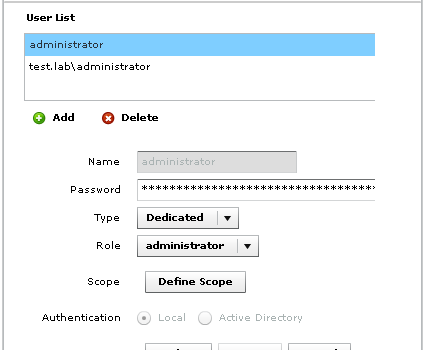 User List
administrator
test.lab\administrator
Add Delete
Name administrator
Password ************************************
Type Dedicated
Role administrator
Scope Define Scope
Authentication Local Active Directory